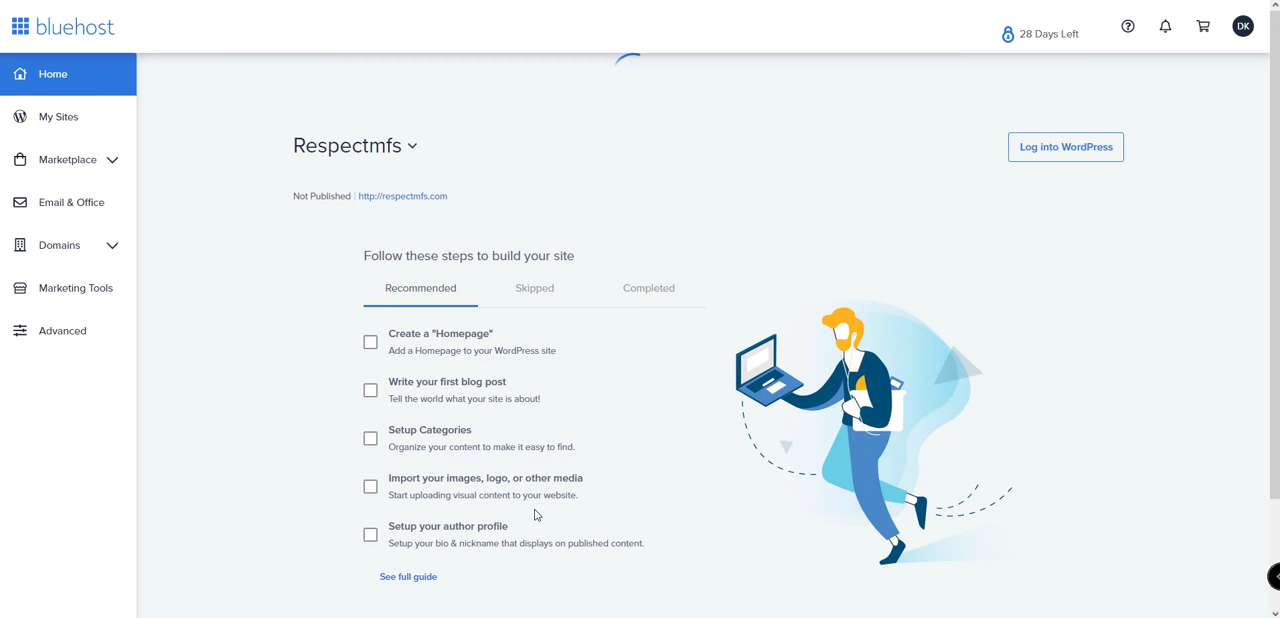 bluehost
28 Days Left
DK
Home
My Sites
Marketplace
Email & Office
Domains
Marketing Tools
Advanced
Respectmfs
Log into WordPress
Not Published | http://respectmfs.com
Follow these steps to build your site
Recommended Skipped Completed
Create a "Homepage"
Add a Homepage to your WordPress site
Write your first blog post
Tell the world what your site is about!
Setup Categories
Organize your content to make it easy to find.
Import your images, logo, or other media
Start uploading visual content to your website.
Setup your author profile
Setup your bio & nickname that displays on published content.
See full guide